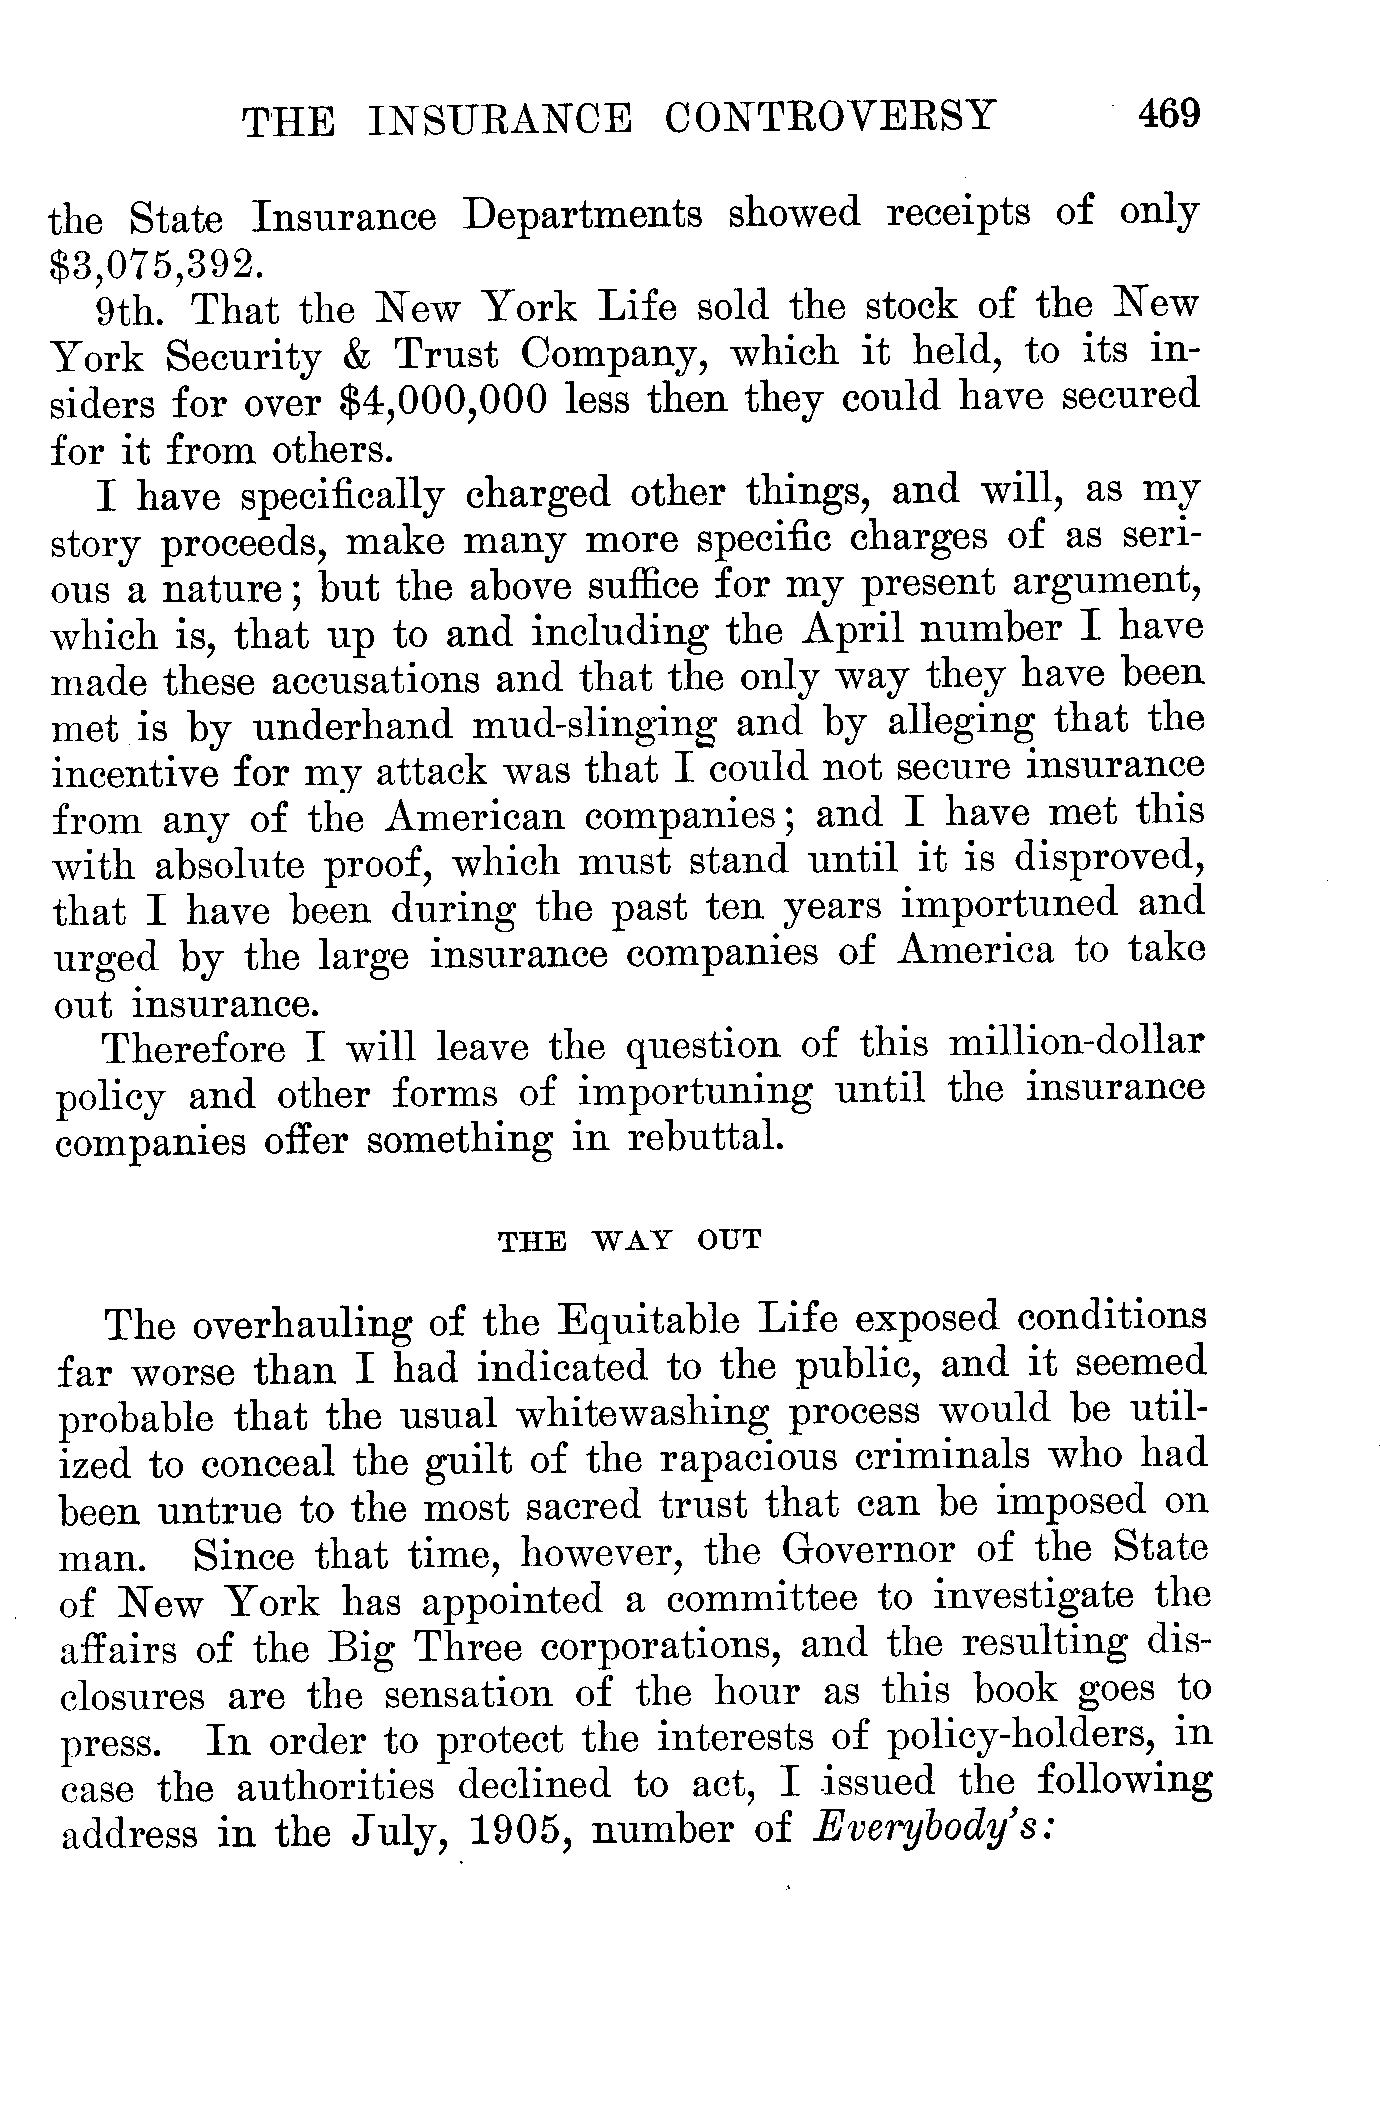 THE INSURANCE CONTROVERSY 469
the State Insurance Departments showed receipts of only
$3,075,392.
9th. That the New York Life sold the stock of the New
York Security & Trust Company, which it held, to its in-
siders for over $4,000,000 less then they could have secured
for it from others.
I have specifically charged other things, and will, as my
story proceeds, make many more specific charges of as seri-
ous a nature; but the above suffice for my present argument,
which is, that up to and including the April number I have
made these accusations and that the only way they have been
met is by underhand mud-slinging and by alleging that the
incentive for my attack was that I could not secure insurance
from any of the American companies; and I have met this
with absolute proof, which must stand until it is disproved,
that I have been during the past ten years importuned and
urged by the large insurance companies of America to take
out insurance.
Therefore I will leave the question of this million-dollar
policy and other forms of importuning until the insurance
companies offer something in rebuttal.
THE WAY OUT
The overhauling of the Equitable Life exposed conditions
far worse than I had indicated to the public, and it seemed
probable that the usual whitewashing process would be util-
ized to conceal the guilt of the rapacious criminals who had
been untrue to the most sacred trust that can be imposed on
man. Since that time, however, the Governor of the State
of New York has appointed a committee to investigate the
affairs of the Big Three corporations, and the resulting dis-
closures are the sensation of the hour as this book goes to
press. In order to protect the interests of policy-holders, in
case the authorities declined to act, I issued the following
address in the July, 1905, number of Everybody's: